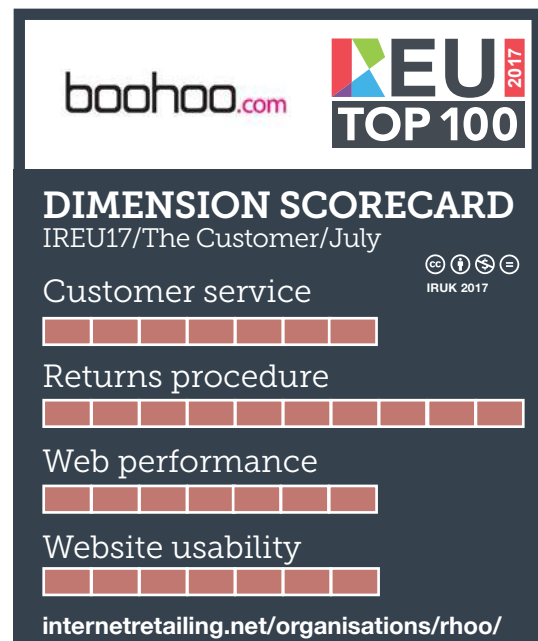 boohoo.com
REU
2017
TOP 100
DIMENSION SCORECARD
IREU17/The Customer/July
IRUK 2017
Customer service
Returns procedure
Web performance
Website usability
internetretailing.net/organisations/rhoo/